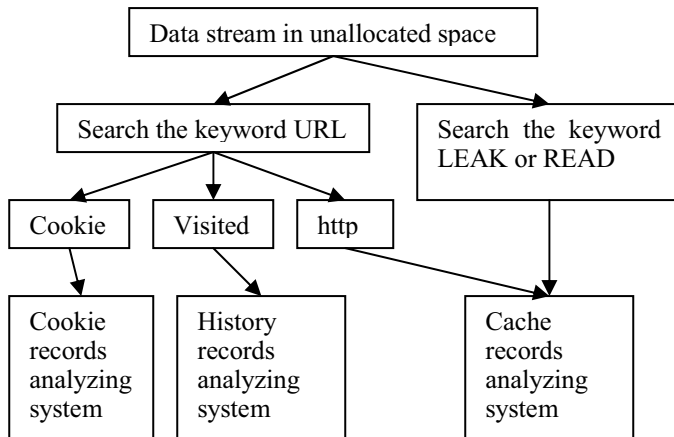 Data stream in unallocated space
Search the keyword URL
Search the keyword
LEAK or READ
Cookie
Visited
http
Cookie
records
analyzing
system
History
records
analyzing
system
Cache
records
analyzing
system